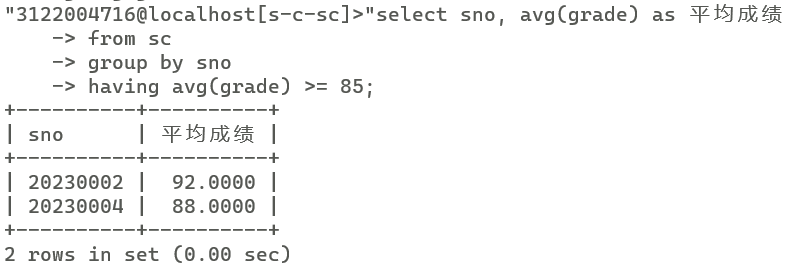 "3122004716@localhost[s-c-sc]>"select sno, avg(grade) as 平均成绩
    -> from sc
    -> group by sno
    -> having avg(grade) >= 85;
+----------+----------+
| sno      | 平均成绩 |
+----------+----------+
| 20230002 |  92.0000 |
| 20230004 |  88.0000 |
+----------+----------+
2 rows in set (0.00 sec)